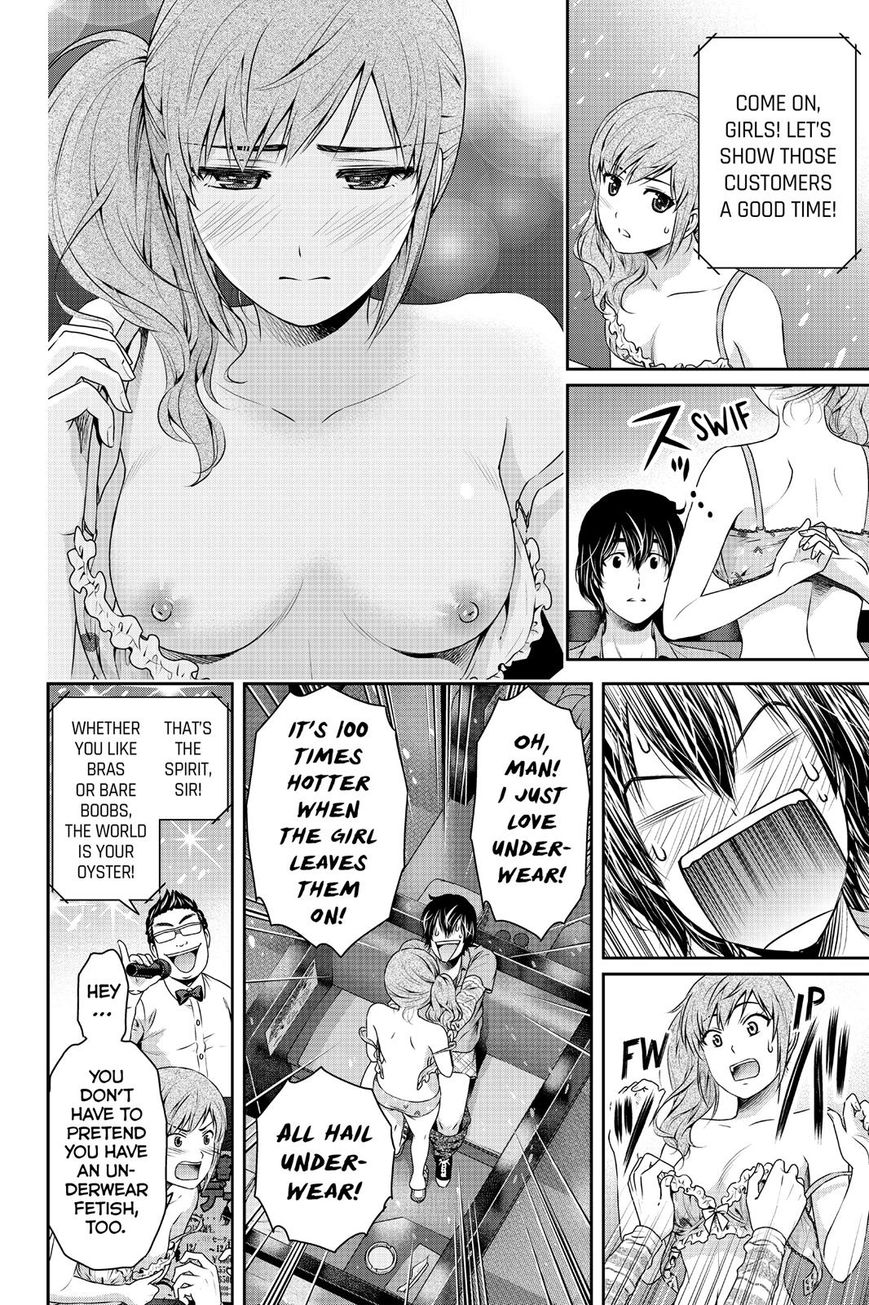 COME ON,
GIRLS! LET'S
SHOW THOSE
CUSTOMERS
A GOOD TIME!
スッ...
SWIF
FWIP
OH,
MAN!
I JUST
LOVE
UNDER-
WEAR!
IT'S 100
TIMES
HOTTER
WHEN
THE GIRL
LEAVES
THEM
ON!
ALL HAIL
UNDER-
WEAR!
THAT'S
THE
SPIRIT,
SIR!
WHETHER
YOU LIKE
BRAS
OR BARE
BOOBS,
THE WORLD
IS YOUR
OYSTER!
HEY
...
YOU
DON'T
HAVE TO
PRETEND
YOU HAVE
AN UN-
DERWEAR
FETISH,
TOO.